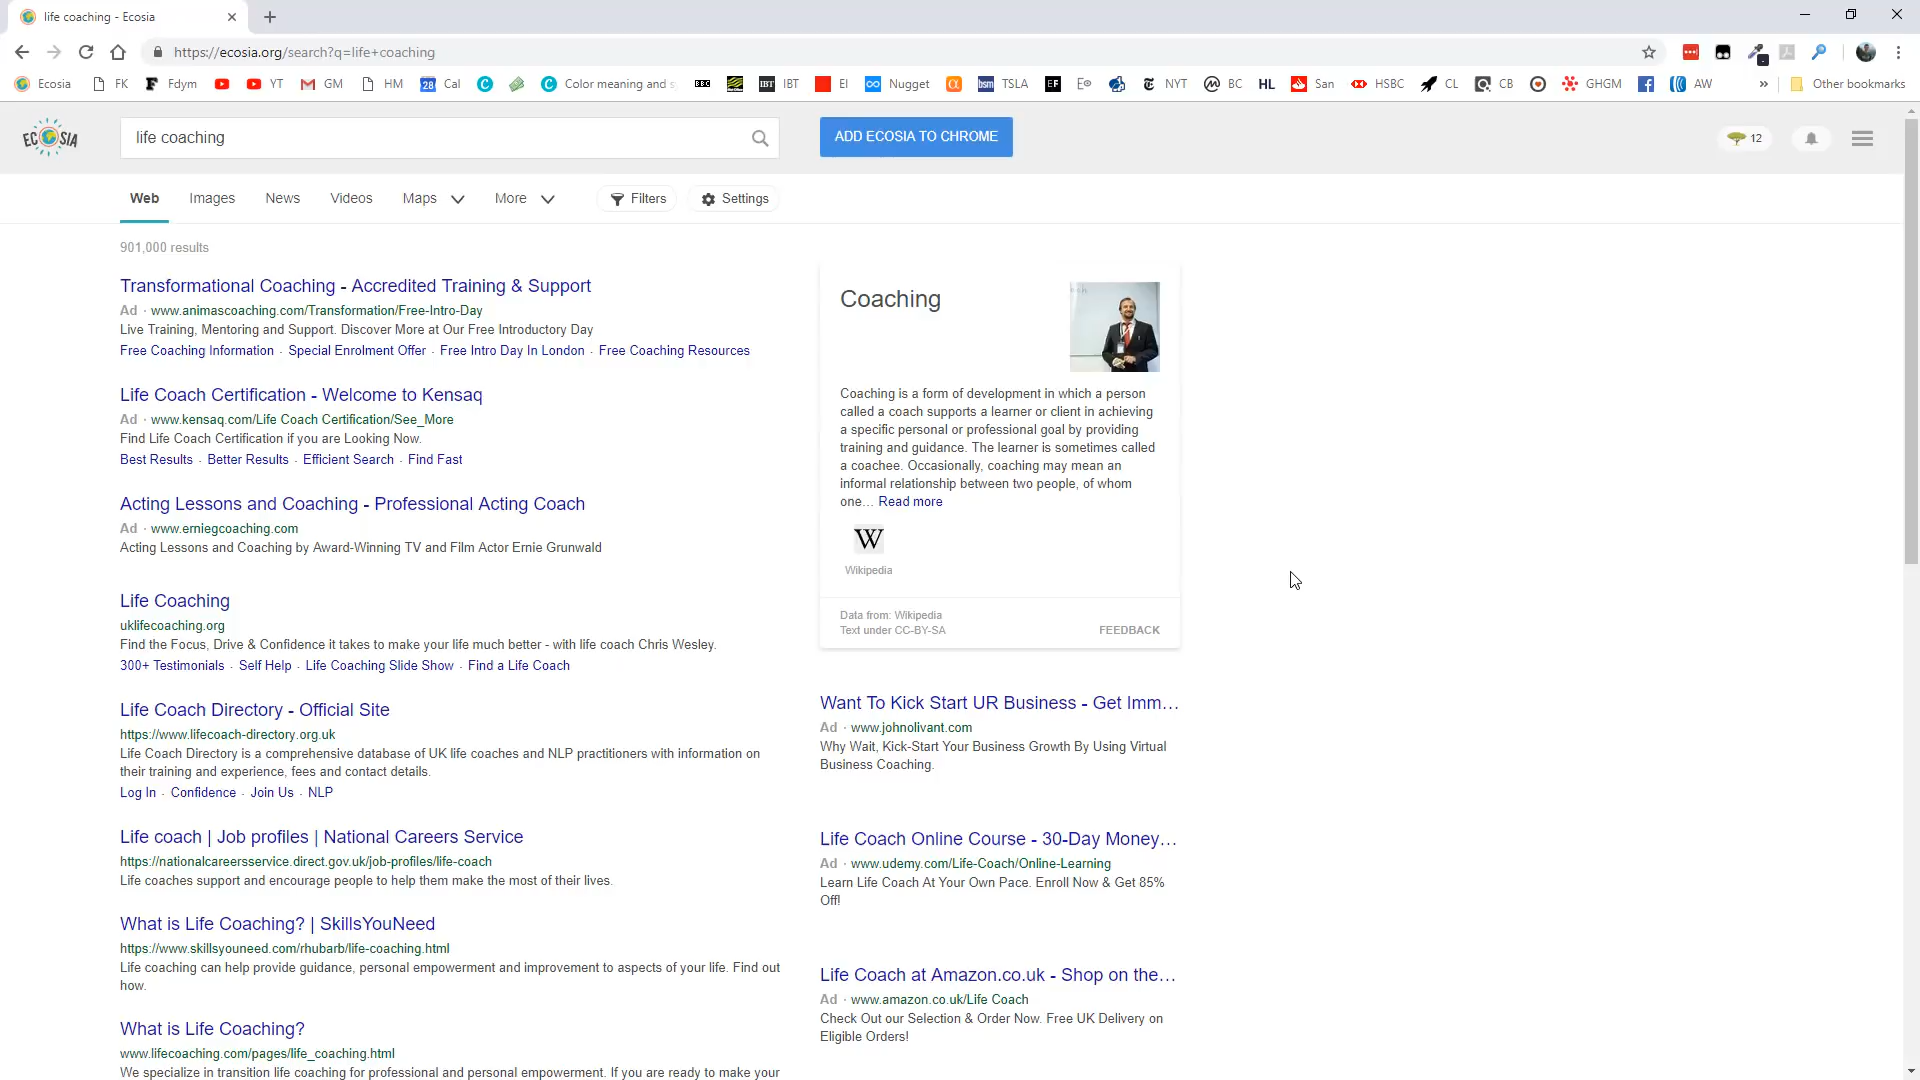 life coaching - Ecosia
https://ecosia.org/search?q=life+coaching
Ecosia FK Fdym YT GM HM 28 Cal Color meaning and s BBC IBT IBT EI Nugget bsm TSLA EF NYT BC HL San HSBC CL CB GHGM AW » Other bookmarks
ECOSIA
life coaching
ADD ECOSIA TO CHROME
12
Web Images News Videos Maps More Filters Settings
901,000 results
Transformational Coaching - Accredited Training & Support
Ad · www.animascoaching.com/Transformation/Free-Intro-Day
Live Training, Mentoring and Support. Discover More at Our Free Introductory Day
Free Coaching Information - Special Enrolment Offer - Free Intro Day In London - Free Coaching Resources
Life Coach Certification - Welcome to Kensaq
Ad · www.kensaq.com/Life Coach Certification/See_More
Find Life Coach Certification if you are Looking Now.
Best Results - Better Results - Efficient Search - Find Fast
Acting Lessons and Coaching - Professional Acting Coach
Ad · www.erniegcoaching.com
Acting Lessons and Coaching by Award-Winning TV and Film Actor Ernie Grunwald
Life Coaching
uklifecoaching.org
Find the Focus, Drive & Confidence it takes to make your life much better - with life coach Chris Wesley.
300+ Testimonials - Self Help - Life Coaching Slide Show - Find a Life Coach
Life Coach Directory - Official Site
https://www.lifecoach-directory.org.uk
Life Coach Directory is a comprehensive database of UK life coaches and NLP practitioners with information on
their training and experience, fees and contact details.
Log In - Confidence - Join Us - NLP
Life coach | Job profiles | National Careers Service
https://nationalcareersservice.direct.gov.uk/job-profiles/life-coach
Life coaches support and encourage people to help them make the most of their lives.
What is Life Coaching? | SkillsYouNeed
https://www.skillsyouneed.com/rhubarb/life-coaching.html
Life coaching can help provide guidance, personal empowerment and improvement to aspects of your life. Find out
how.
What is Life Coaching?
www.lifecoaching.com/pages/life_coaching.html
We specialize in transition life coaching for professional and personal empowerment. If you are ready to make your
Coaching
Coaching is a form of development in which a person
called a coach supports a learner or client in achieving
a specific personal or professional goal by providing
training and guidance. The learner is sometimes called
a coachee. Occasionally, coaching may mean an
informal relationship between two people, of whom
one… Read more
W
Wikipedia
Data from: Wikipedia
Text under CC-BY-SA
FEEDBACK
Want To Kick Start UR Business - Get Imm…
Ad · www.johnolivant.com
Why Wait, Kick-Start Your Business Growth By Using Virtual
Business Coaching.
Life Coach Online Course - 30-Day Money…
Ad · www.udemy.com/Life-Coach/Online-Learning
Learn Life Coach At Your Own Pace. Enroll Now & Get 85%
Off!
Life Coach at Amazon.co.uk - Shop on the…
Ad · www.amazon.co.uk/Life Coach
Check Out our Selection & Order Now. Free UK Delivery on
Eligible Orders!